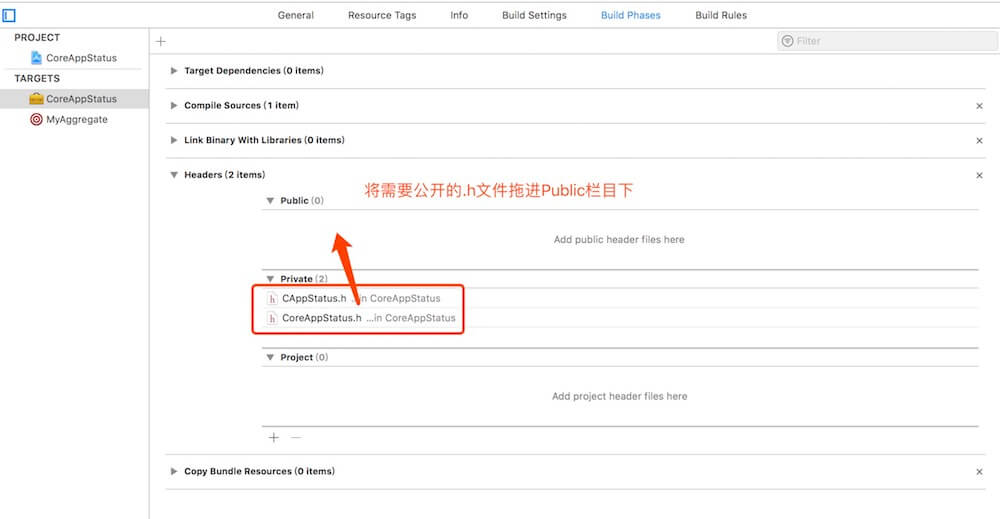 General Resource Tags Info Build Settings Build Phases Build Rules
PROJECT
CoreAppStatus
TARGETS
CoreAppStatus
MyAggregate
Filter
Target Dependencies (0 items)
Compile Sources (1 item)
Link Binary With Libraries (0 items)
Headers (2 items)
将需要公开的.h文件拖进Public栏目下
Public (0)
Add public header files here
Private (2)
h CAppStatus.h ...in CoreAppStatus
h CoreAppStatus.h ...in CoreAppStatus
Project (0)
Add project header files here
Copy Bundle Resources (0 items)